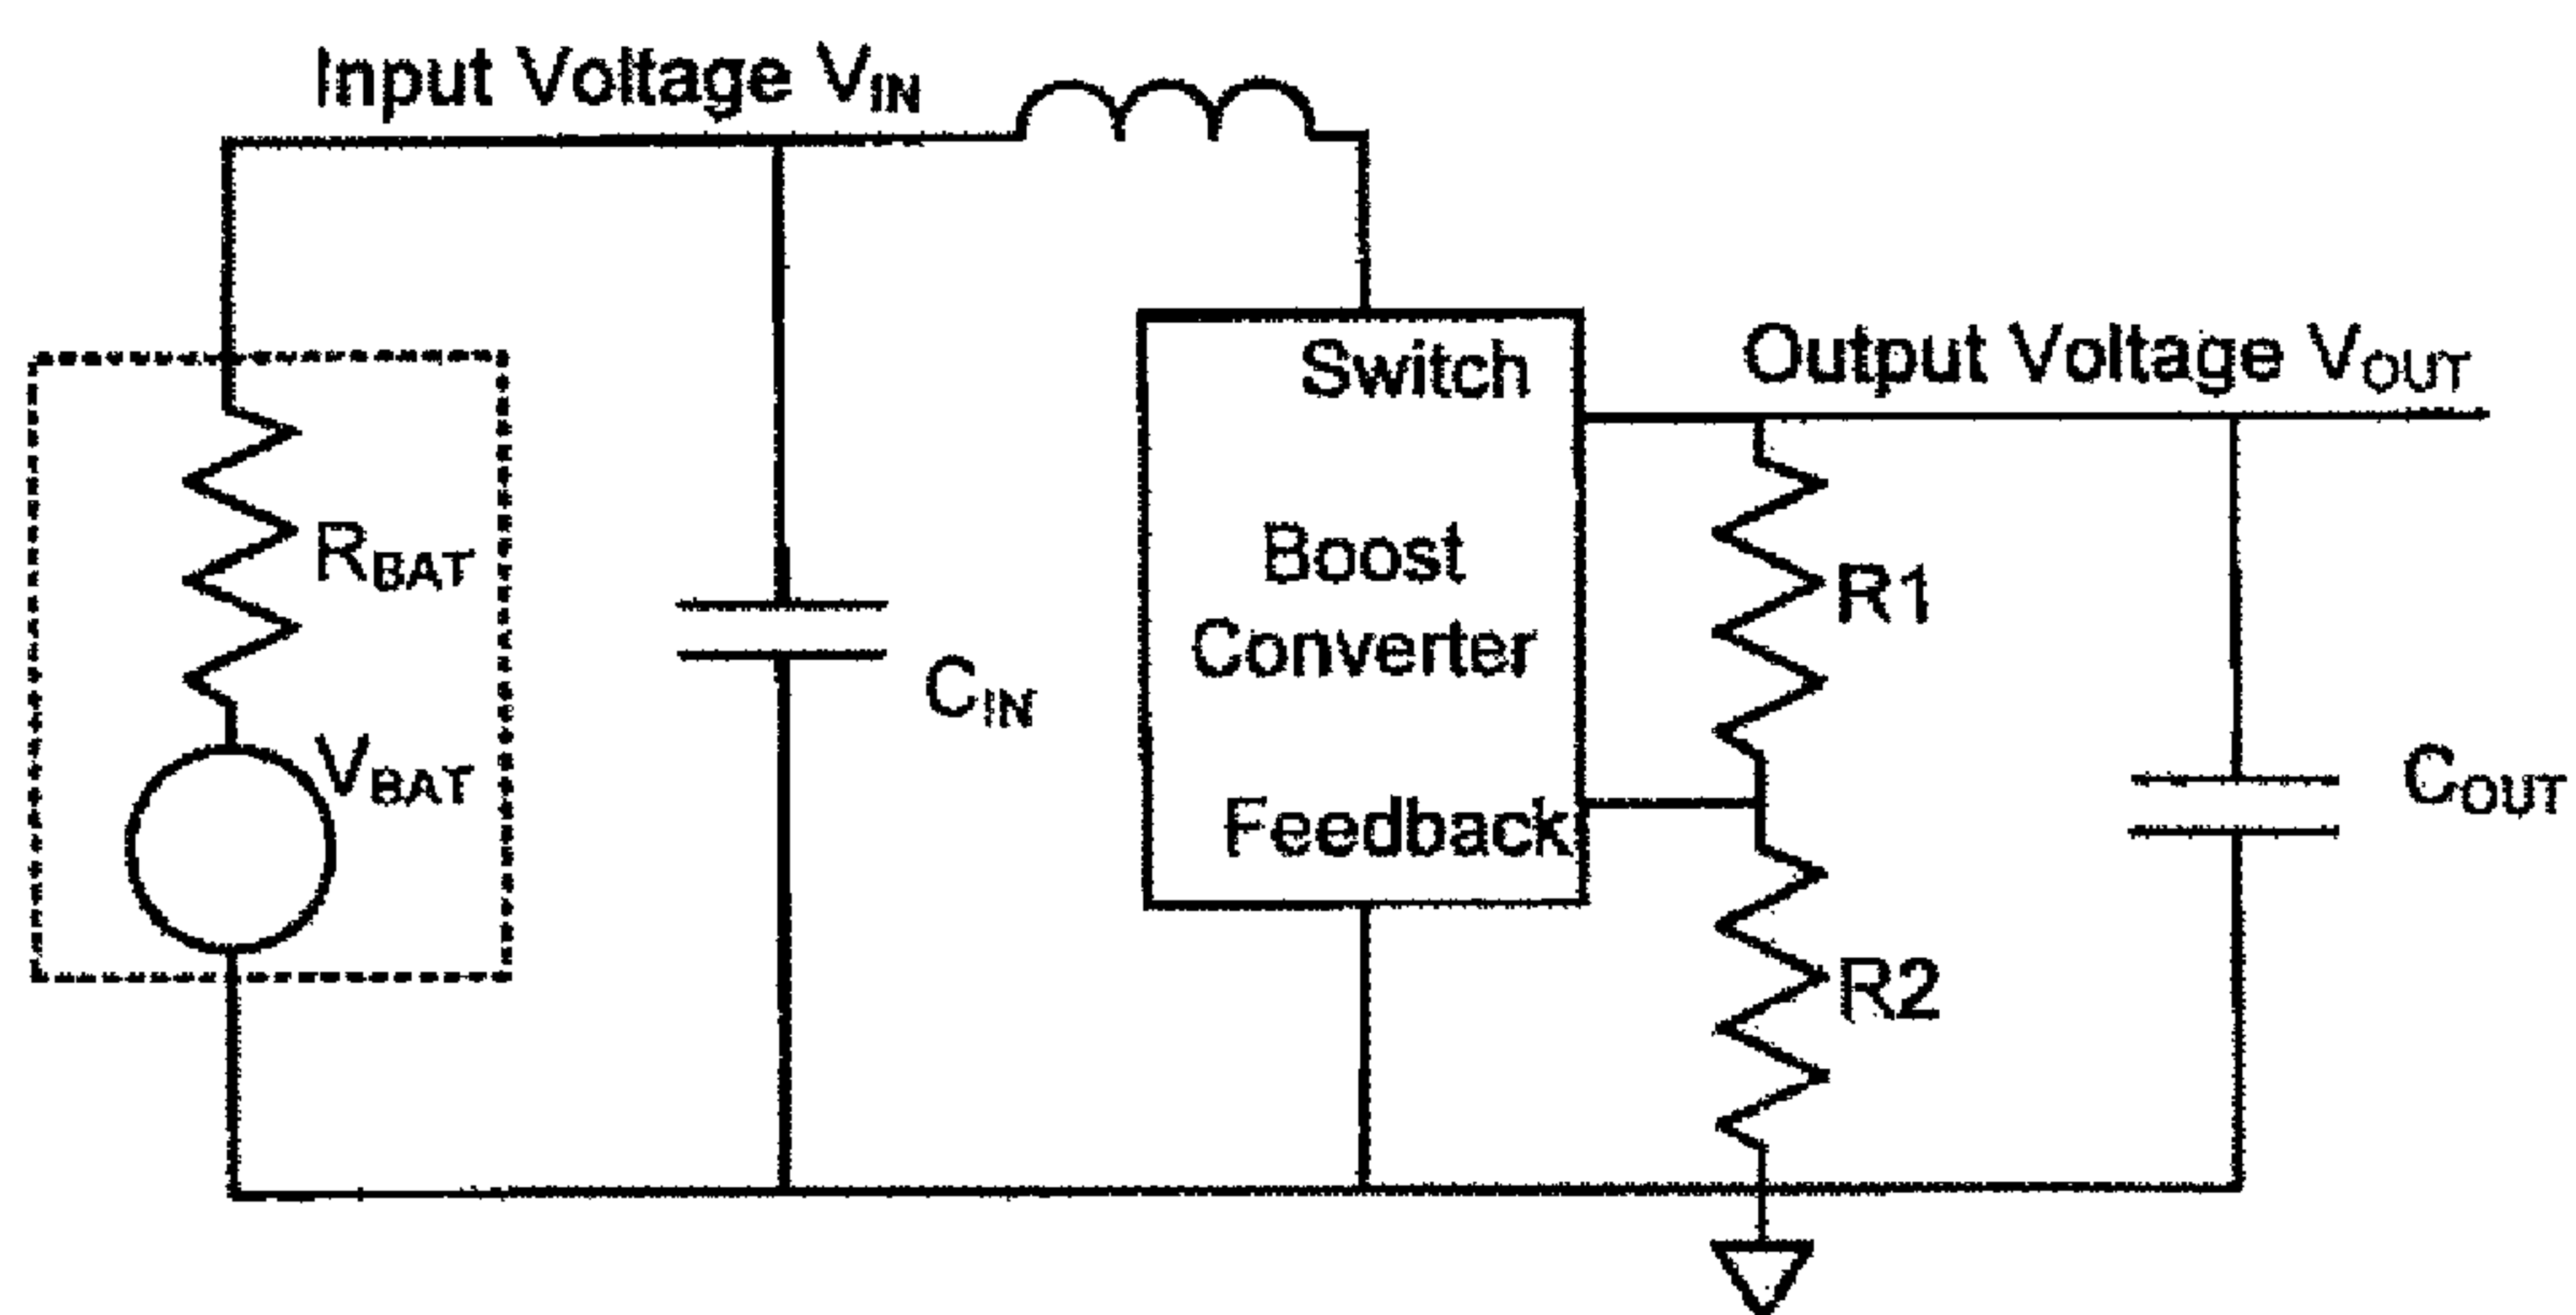 Input Voltage VIN
Switch
Output Voltage VOUT
RBAT
Boost
Converter
R1
CIN
VBAT
Feedback
COUT
R2